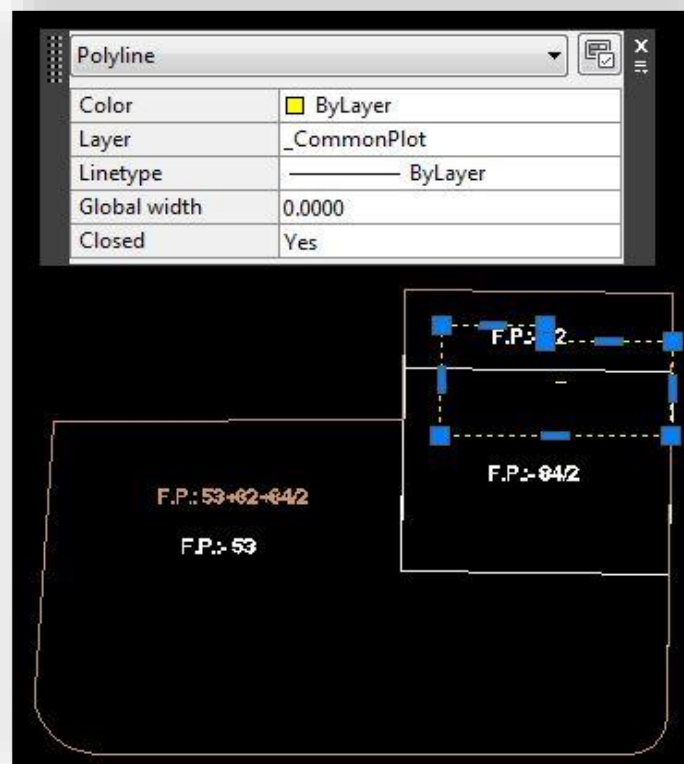 Polyline
Color ByLayer
Layer _CommonPlot
Linetype ByLayer
Global width 0.0000
Closed Yes
F.P.:- 2
F.P.:- 64/2
F.P.: 53+62+64/2
F.P.:- 53